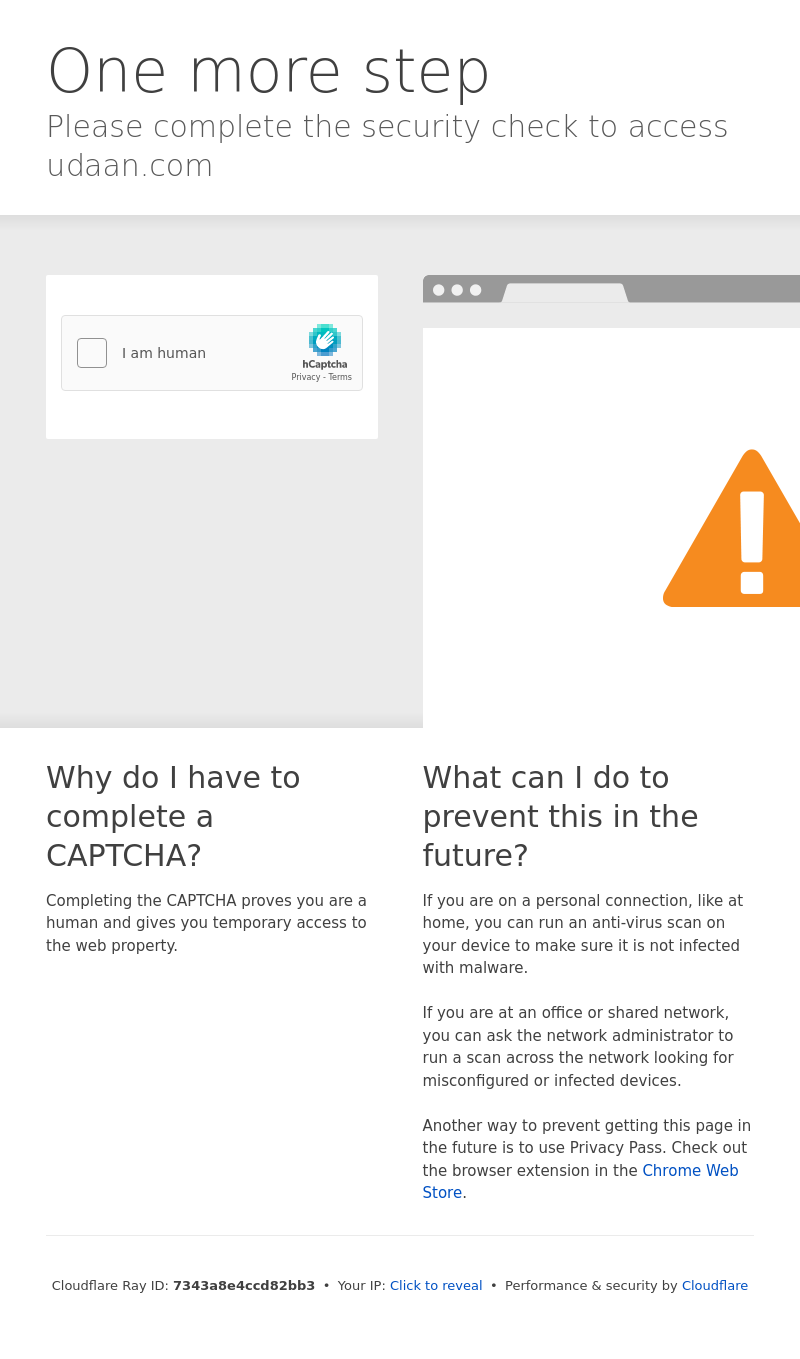 One more step
Please complete the security check to access
udaan.com
I am human
hCaptcha
Privacy - Terms
Why do I have to
complete a
CAPTCHA?
Completing the CAPTCHA proves you are a
human and gives you temporary access to
the web property.
What can I do to
prevent this in the
future?
If you are on a personal connection, like at
home, you can run an anti-virus scan on
your device to make sure it is not infected
with malware.
If you are at an office or shared network,
you can ask the network administrator to
run a scan across the network looking for
misconfigured or infected devices.
Another way to prevent getting this page in
the future is to use Privacy Pass. Check out
the browser extension in the Chrome Web
Store.
Cloudflare Ray ID: 7343a8e4ccd82bb3 • Your IP: Click to reveal • Performance & security by Cloudflare